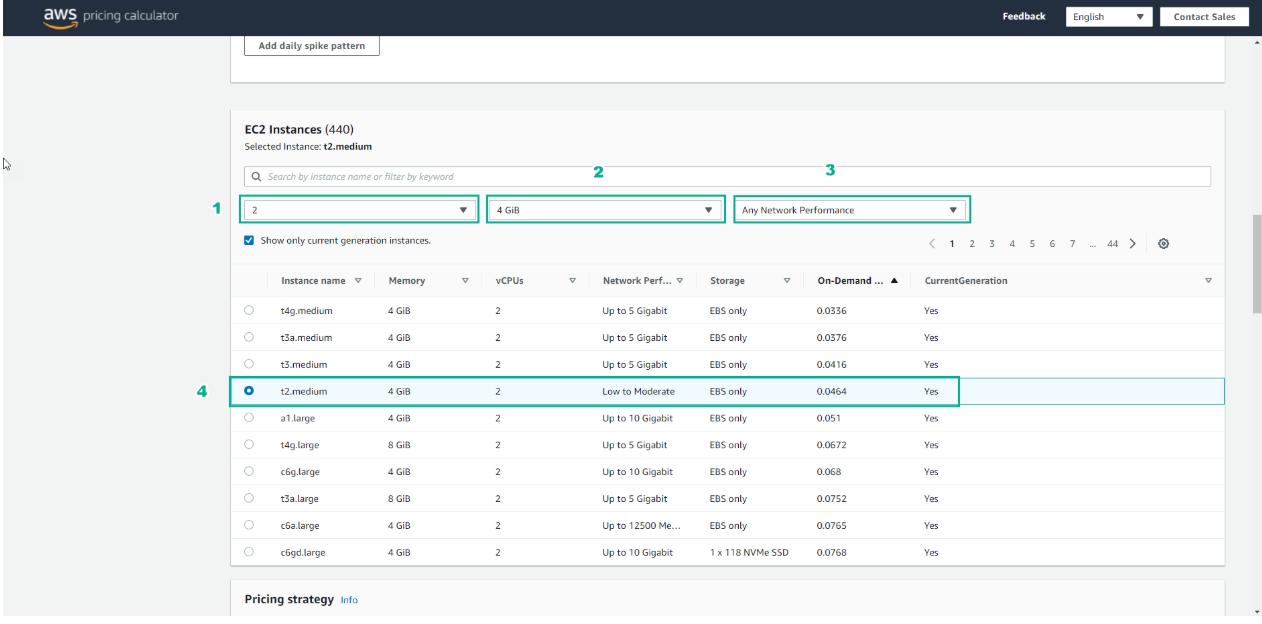 aws pricing calculator Feedback English Contact Sales
Add daily spike pattern
EC2 Instances (440)
Selected Instance: t2.medium
Search by instance name or filter by keyword
1 2 3
2 4 GiB Any Network Performance
Show only current generation instances. 1 2 3 4 5 6 7 ... 44
Instance name Memory vCPUs Network Perf... Storage On-Demand ... CurrentGeneration
t4g.medium 4 GiB 2 Up to 5 Gigabit EBS only 0.0336 Yes
t3a.medium 4 GiB 2 Up to 5 Gigabit EBS only 0.0376 Yes
t3.medium 4 GiB 2 Up to 5 Gigabit EBS only 0.0416 Yes
4 t2.medium 4 GiB 2 Low to Moderate EBS only 0.0464 Yes
a1.large 4 GiB 2 Up to 10 Gigabit EBS only 0.051 Yes
t4g.large 8 GiB 2 Up to 5 Gigabit EBS only 0.0672 Yes
c6g.large 4 GiB 2 Up to 10 Gigabit EBS only 0.068 Yes
t3a.large 8 GiB 2 Up to 5 Gigabit EBS only 0.0752 Yes
c6a.large 4 GiB 2 Up to 12500 Me... EBS only 0.0765 Yes
c6gd.large 4 GiB 2 Up to 10 Gigabit 1 x 118 NVMe SSD 0.0768 Yes
Pricing strategy Info